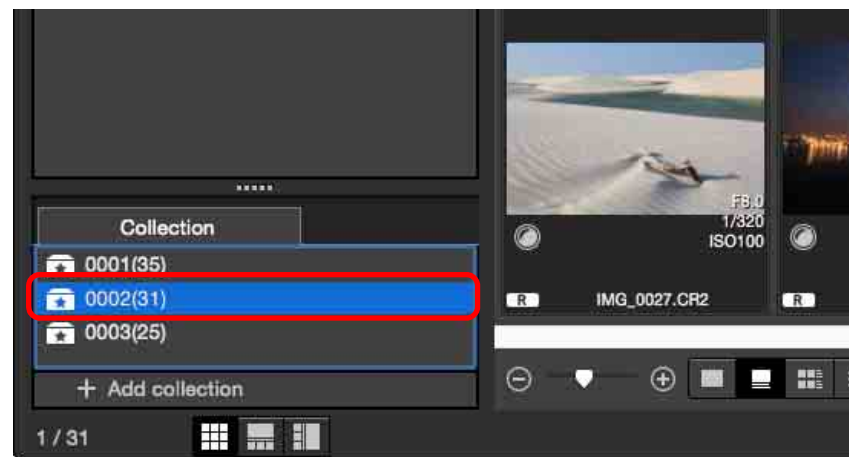 F8.0
1/320
ISO100
Collection
0001(35)
0002(31)
0003(25)
R IMG_0027.CR2 R
+ Add collection
1 / 31